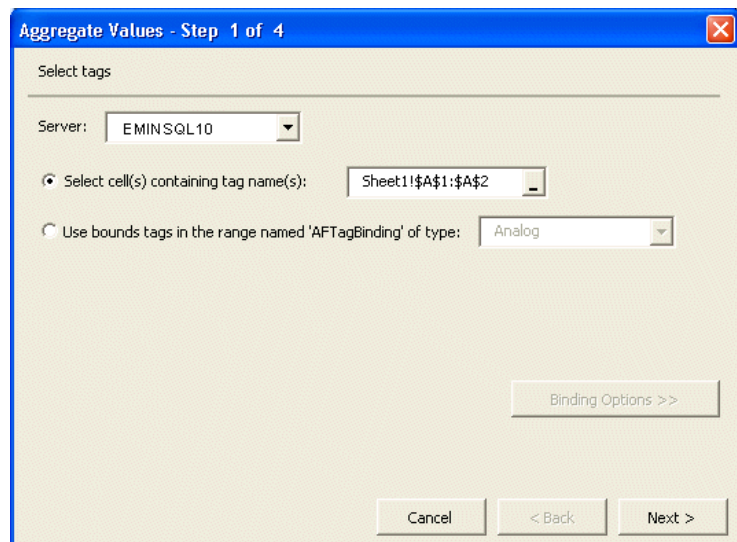 Aggregate Values - Step 1 of 4
Select tags
Server: EMINSQL10
Select cell(s) containing tag name(s): Sheet1!$A$1:$A$2 _
Use bounds tags in the range named 'AFTagBinding' of type: Analog
Binding Options >>
Cancel < Back Next >